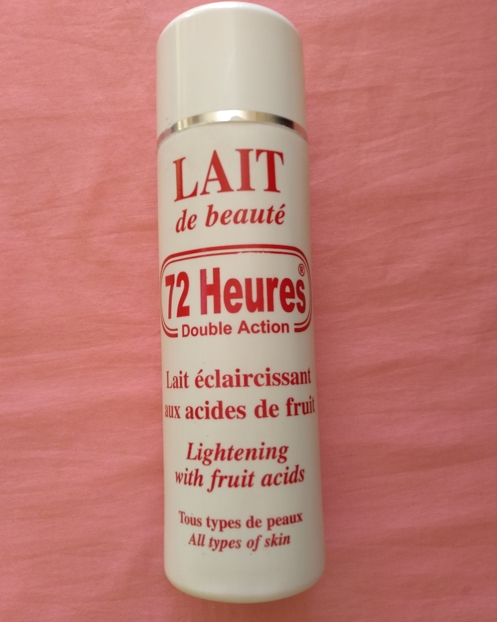 LAIT
de beauté
72 Heures®
Double Action
Lait éclaircissant
aux acides de fruit
Lightening
with fruit acids
Tous types de peaux
All types of skin